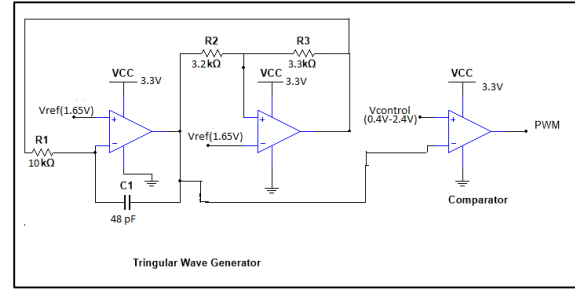 R2
3.2kΩ
R3
3.3kΩ
VCC
3.3V
Vref(1.65V)
R1
10kΩ
C1
48 pF
VCC
3.3V
Vref(1.65V)
VCC
3.3V
Vcontrol
(0.4V-2.4V)
PWM
Comparator
Tringular Wave Generator